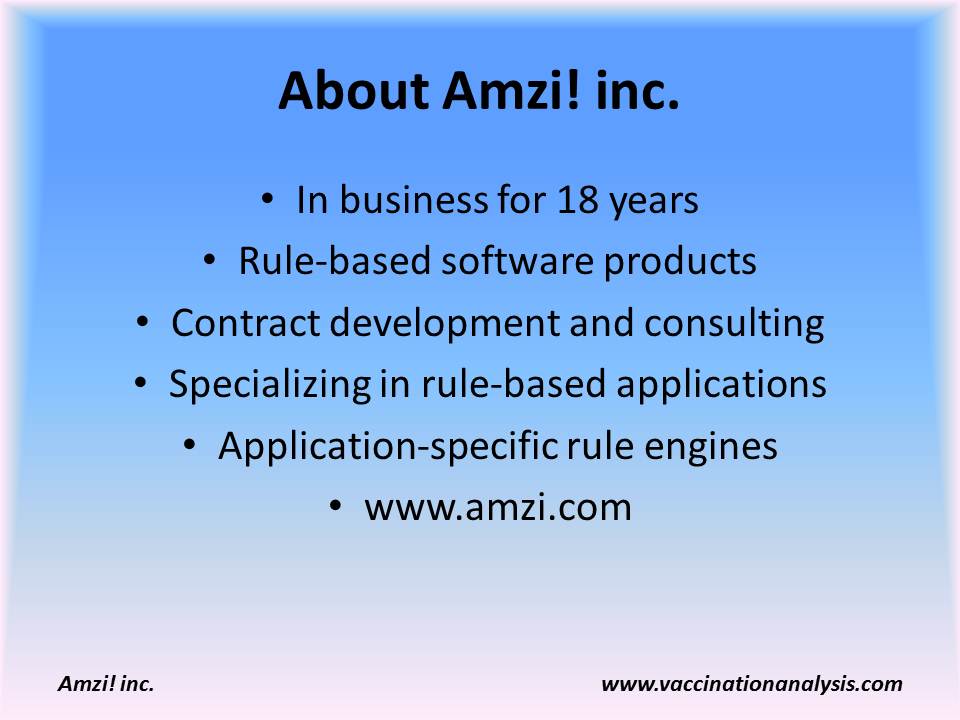 About Amzi! inc.
• In business for 18 years
• Rule-based software products
• Contract development and consulting
• Specializing in rule-based applications
• Application-specific rule engines
• www.amzi.com
Amzi! inc.
www.vaccinationanalysis.com